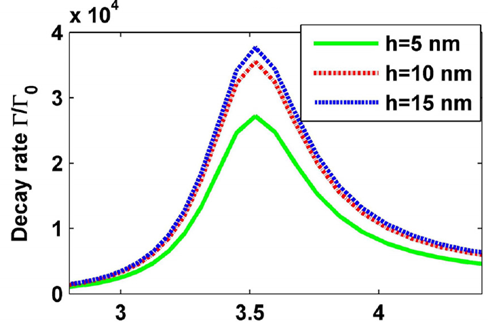 x 10⁴
4
3
2
1
0
Decay rate Γ/Γ₀
h=5 nm
h=10 nm
h=15 nm
3
3.5
4